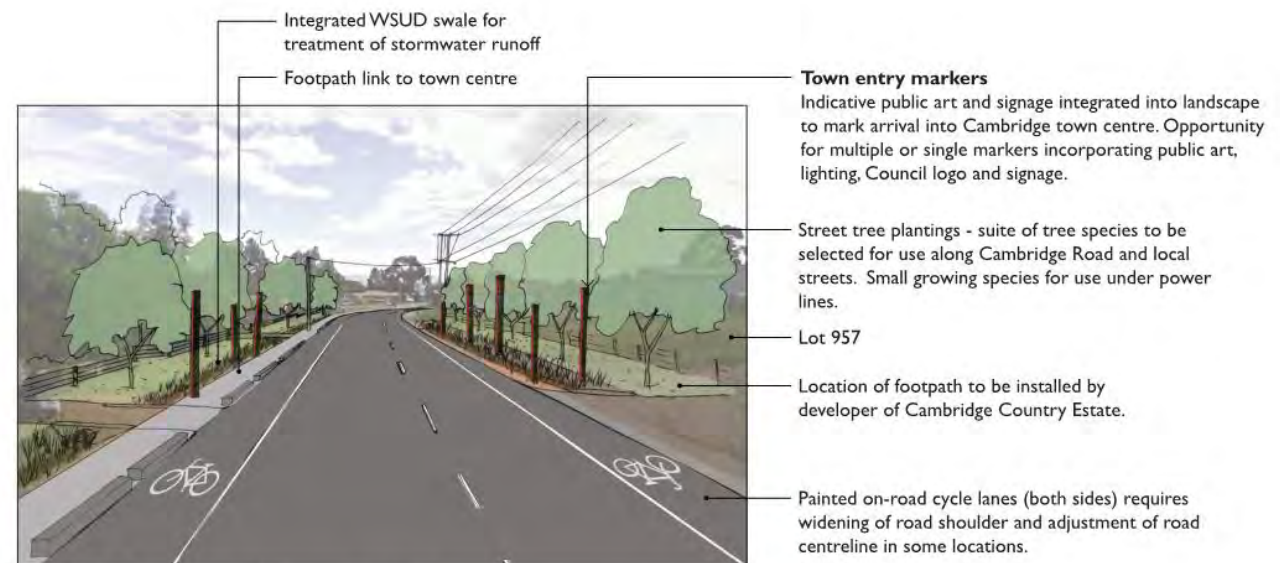 Integrated WSUD swale for
treatment of stormwater runoff
Footpath link to town centre
Town entry markers
Indicative public art and signage integrated into landscape
to mark arrival into Cambridge town centre. Opportunity
for multiple or single markers incorporating public art,
lighting, Council logo and signage.
Street tree plantings - suite of tree species to be
selected for use along Cambridge Road and local
streets. Small growing species for use under power
lines.
Lot 957
Location of footpath to be installed by
developer of Cambridge Country Estate.
Painted on-road cycle lanes (both sides) requires
widening of road shoulder and adjustment of road
centreline in some locations.